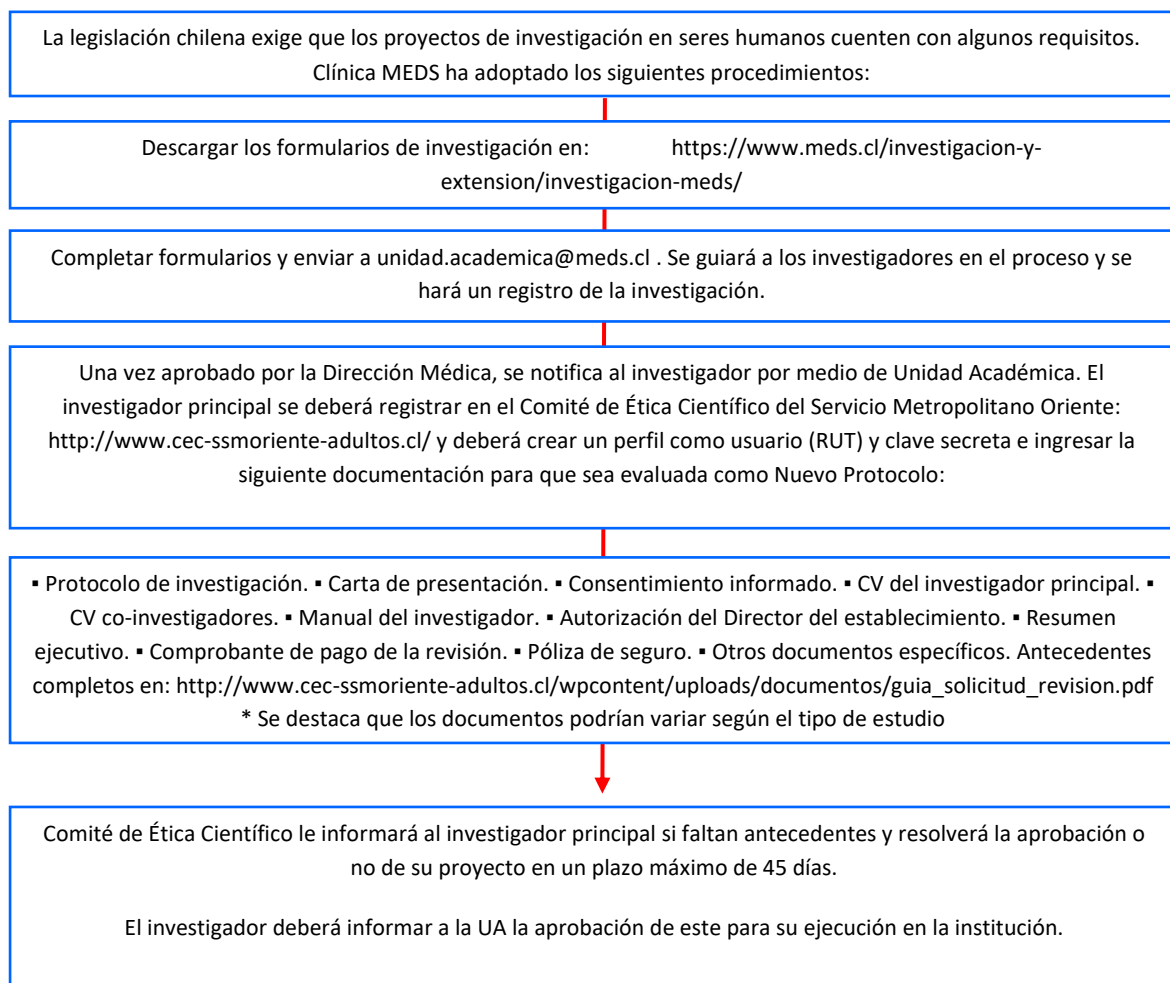 La legislación chilena exige que los proyectos de investigación en seres humanos cuenten con algunos requisitos.
Clínica MEDS ha adoptado los siguientes procedimientos:
Descargar los formularios de investigación en: https://www.meds.cl/investigacion-y-
extension/investigacion-meds/
Completar formularios y enviar a unidad.academica@meds.cl . Se guiará a los investigadores en el proceso y se
hará un registro de la investigación.
Una vez aprobado por la Dirección Médica, se notifica al investigador por medio de Unidad Académica. El
investigador principal se deberá registrar en el Comité de Ética Científico del Servicio Metropolitano Oriente:
http://www.cec-ssmoriente-adultos.cl/ y deberá crear un perfil como usuario (RUT) y clave secreta e ingresar la
siguiente documentación para que sea evaluada como Nuevo Protocolo:
▪ Protocolo de investigación. ▪ Carta de presentación. ▪ Consentimiento informado. ▪ CV del investigador principal. ▪
CV co-investigadores. ▪ Manual del investigador. ▪ Autorización del Director del establecimiento. ▪ Resumen
ejecutivo. ▪ Comprobante de pago de la revisión. ▪ Póliza de seguro. ▪ Otros documentos específicos. Antecedentes
completos en: http://www.cec-ssmoriente-adultos.cl/wpcontent/uploads/documentos/guia_solicitud_revision.pdf
* Se destaca que los documentos podrían variar según el tipo de estudio
Comité de Ética Científico le informará al investigador principal si faltan antecedentes y resolverá la aprobación o
no de su proyecto en un plazo máximo de 45 días.
El investigador deberá informar a la UA la aprobación de este para su ejecución en la institución.